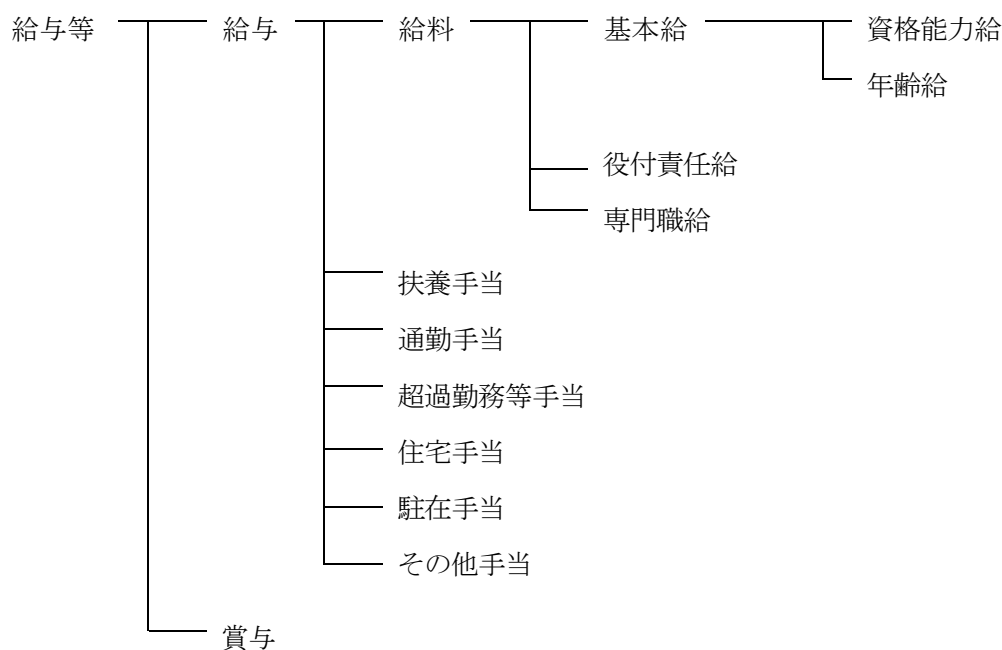 給与等 給与 給料 基本給 資格能力給
年齢給
役付責任給
専門職給
扶養手当
通勤手当
超過勤務等手当
住宅手当
駐在手当
その他手当
賞与